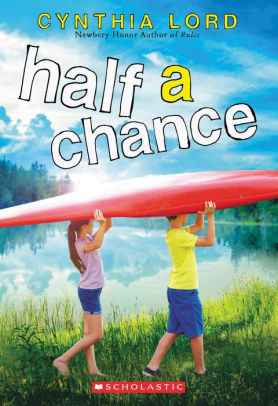 CYNTHIA LORD
Newbery Honor Author of Rules
half a
chance
SCHOLASTIC